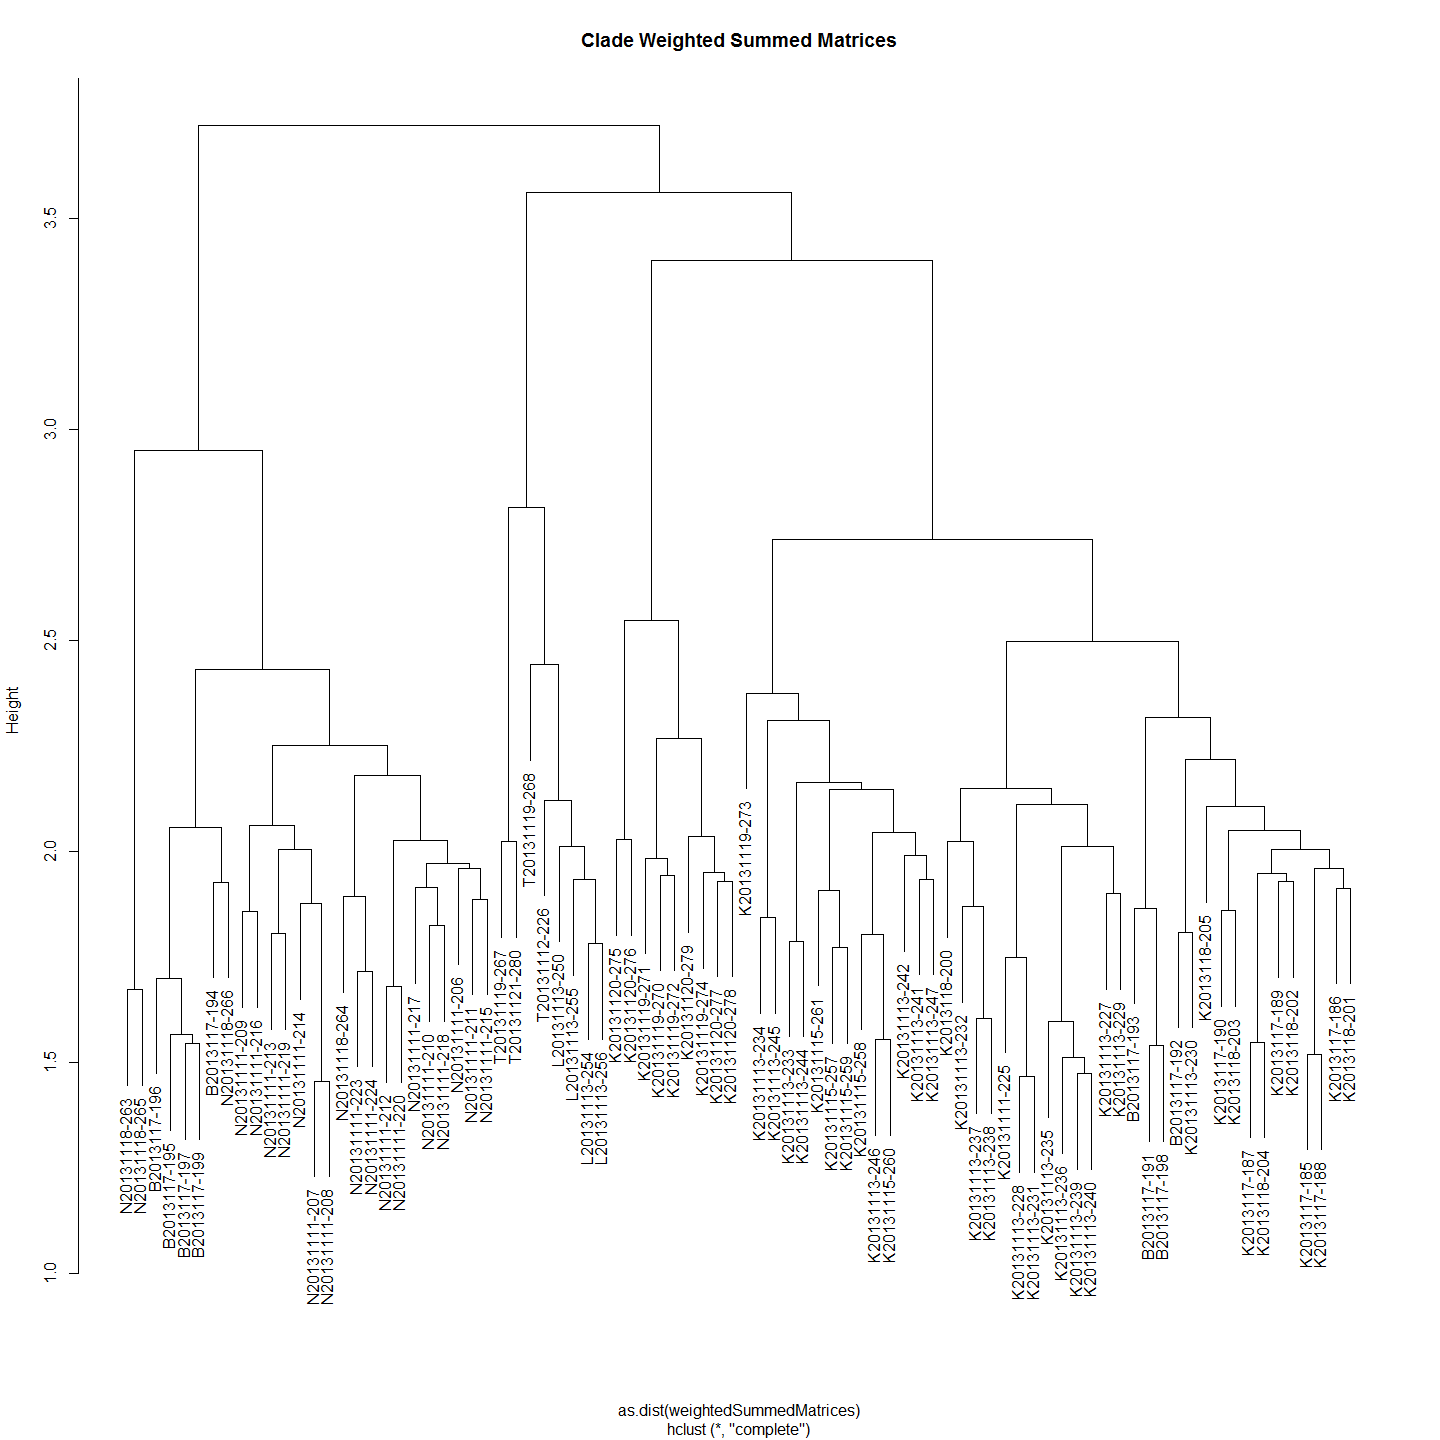 Clade Weighted Summed Matrices
Height
3.5
3.0
2.5
2.0
1.5
1.0
N20131118-263
N20131118-265
B2013117-196
B2013117-195
B2013117-197
B2013117-199
B2013117-194
N20131118-266
N20131111-209
N20131111-216
N20131111-213
N20131111-219
N20131111-214
N20131111-207
N20131111-208
N20131118-264
N20131111-223
N20131111-224
N20131111-212
N20131111-220
N20131111-217
N20131111-210
N20131111-218
N20131111-206
N20131111-211
N20131111-215
T20131119-267
T20131121-280
T20131119-268
T20131112-226
L20131113-250
L20131113-255
L20131113-254
L20131113-256
K20131120-275
K20131120-276
K20131119-271
K20131119-270
K20131119-272
K20131120-279
K20131119-274
K20131120-277
K20131120-278
K20131119-273
K20131113-234
K20131113-245
K20131113-233
K20131113-244
K20131115-261
K20131115-257
K20131115-259
K20131115-258
K20131113-246
K20131115-260
K20131113-242
K20131113-241
K20131113-247
K2013118-200
K20131113-232
K20131113-237
K20131113-238
K20131111-225
K20131113-228
K20131113-231
K20131113-235
K20131113-236
K20131113-239
K20131113-240
K20131113-227
K20131113-229
B2013117-193
B2013117-191
B2013117-198
B2013117-192
K20131113-230
K2013118-205
K2013117-190
K2013118-203
K2013117-187
K2013118-204
K2013117-189
K2013118-202
K2013117-185
K2013117-188
K2013117-186
K2013118-201
as.dist(weightedSummedMatrices)
hclust (*, "complete")